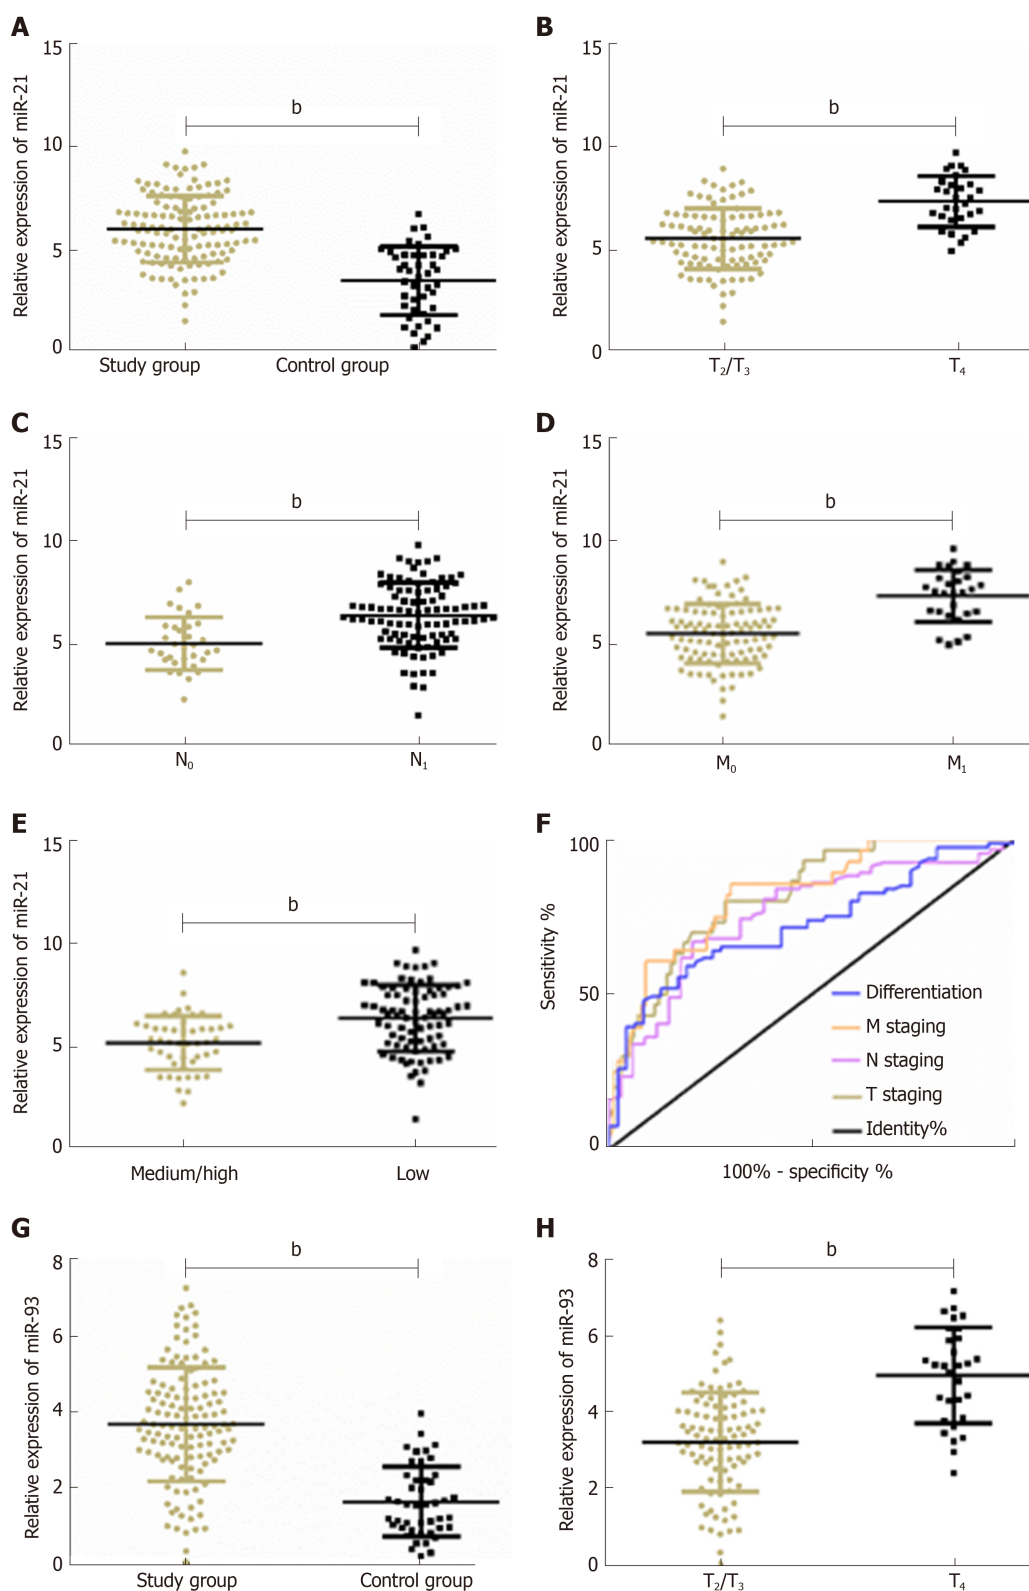 A
Relative expression of miR-21
15
10
5
0
b
Study group
Control group
B
Relative expression of miR-21
15
10
5
0
b
T2/T3
T4
C
Relative expression of miR-21
15
10
5
0
b
N0
N1
D
Relative expression of miR-21
15
10
5
0
b
M0
M1
E
Relative expression of miR-21
15
10
5
0
b
Medium/high
Low
F
Sensitivity %
100
50
0
Differentiation
M staging
N staging
T staging
Identity%
100% - specificity %
G
Relative expression of miR-93
8
6
4
2
0
b
Study group
Control group
H
Relative expression of miR-93
8
6
4
2
0
b
T2/T3
T4